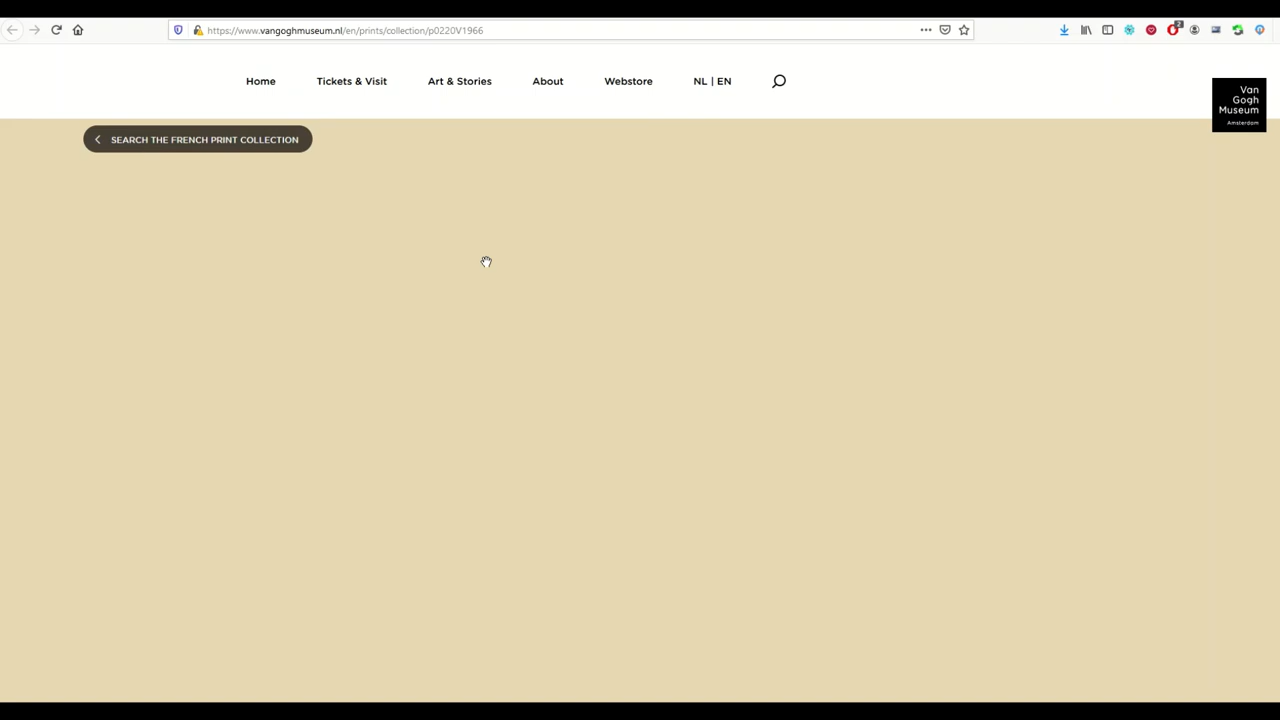 https://www.vangoghmuseum.nl/en/prints/collection/p0220V1966
2
Home
Tickets & Visit
Art & Stories
About
Webstore
NL | EN
Van
Gogh
Museum
Amsterdam
SEARCH THE FRENCH PRINT COLLECTION